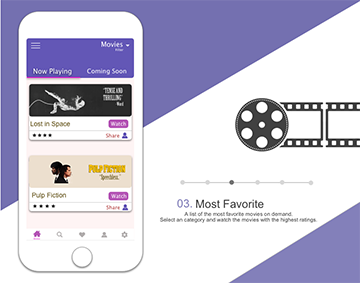 Movies
Filter
Now Playing
Coming Soon
"TENSE AND
THRILLING"
Lost in Space
Watch
Share
PULP FICTION
Pulp Fiction
Watch
Share
03. Most Favorite
A list of the most favorite movies on demand.
Select an category and watch the movies with the highest ratings.